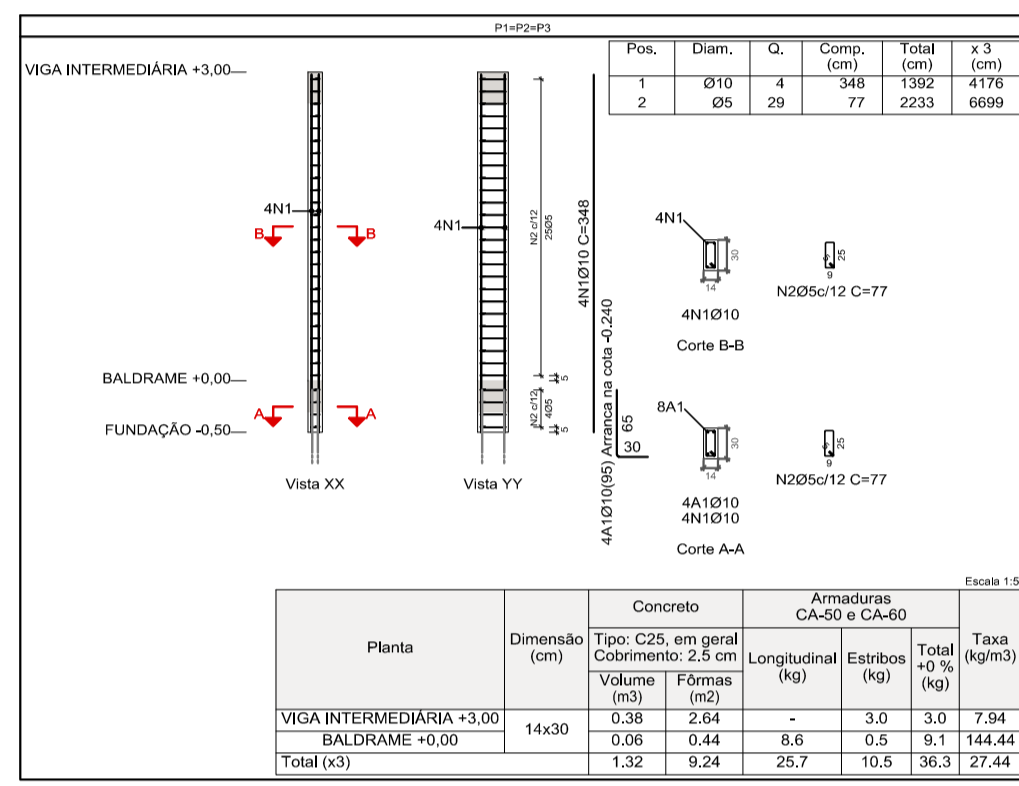 P1=P2=P3
Pos. Diam. Q. Comp. (cm) Total (cm) x 3 (cm)
1 Ø10 4 348 1392 4176
2 Ø5 29 77 2233 6699
VIGA INTERMEDIÁRIA +3,00
BALDRAME +0,00
FUNDAÇÃO -0,50
4N1
B B
A A
Vista XX
4N1
N2 c/12
25Ø5
5
N2 c/12
4Ø5
5
Vista YY
4N1Ø10 C=348
4A1Ø10(95) Arranca na cota -0.240
65
30
4N1
30
14
4N1Ø10
Corte B-B
25
9
N2Ø5c/12 C=77
8A1
30
14
4A1Ø10
4N1Ø10
Corte A-A
25
9
N2Ø5c/12 C=77
Escala 1:5
Planta
Dimensão
(cm)
Concreto
Tipo: C25, em geral
Cobrimento: 2.5 cm
Volume
(m3)
Fôrmas
(m2)
Armaduras
CA-50 e CA-60
Longitudinal
(kg)
Estribos
(kg)
Total
+0 %
(kg)
Taxa
(kg/m3)
VIGA INTERMEDIÁRIA +3,00 14x30 0.38 2.64 - 3.0 3.0 7.94
BALDRAME +0,00 0.06 0.44 8.6 0.5 9.1 144.44
Total (x3) 1.32 9.24 25.7 10.5 36.3 27.44